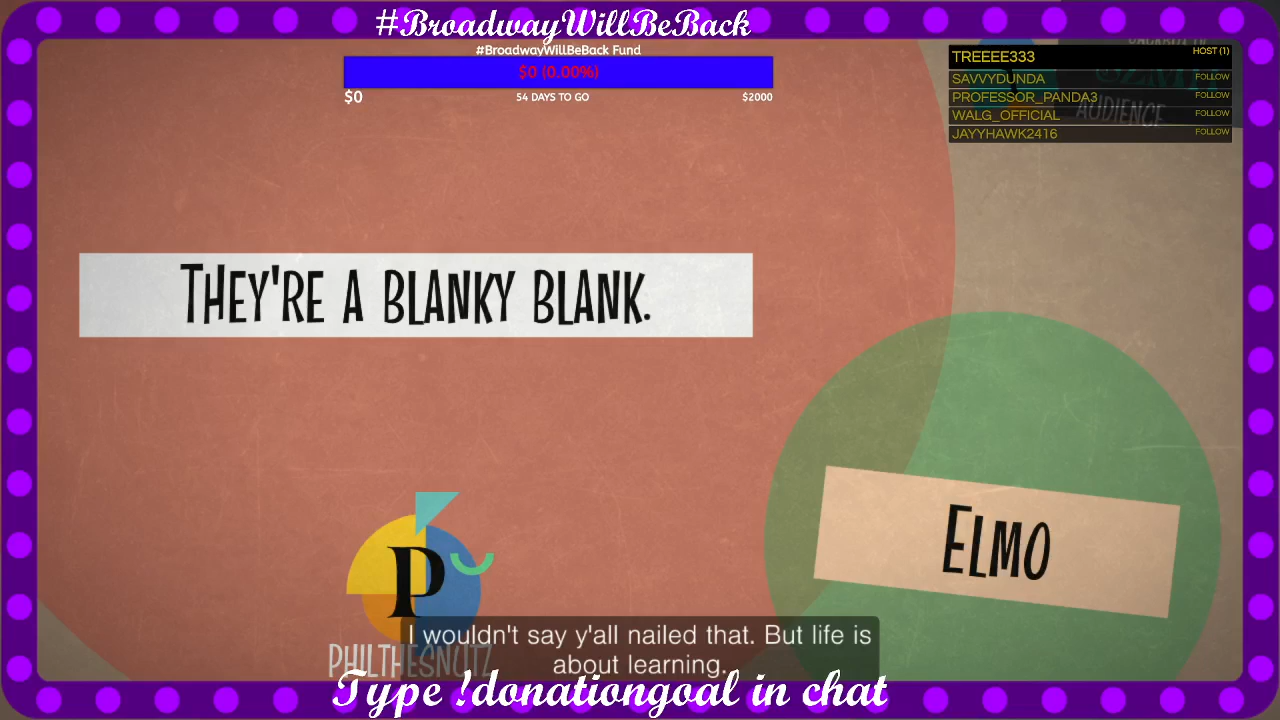 #BroadwayWillBeBack
#BroadwayWillBeBack Fund
$0 (0.00%)
$0 54 DAYS TO GO $2000
TREEEE333 HOST (1)
SAVVYDUNDA FOLLOW
PROFESSOR_PANDA3 FOLLOW
WALG_OFFICIAL FOLLOW
JAYYHAWK2416 FOLLOW
AUDIENCE
THEY'RE A BLANKY BLANK.
ELMO
P
PHILTHESNUTZ
I wouldn't say y'all nailed that. But life is
about learning.
Type !donationgoal in chat